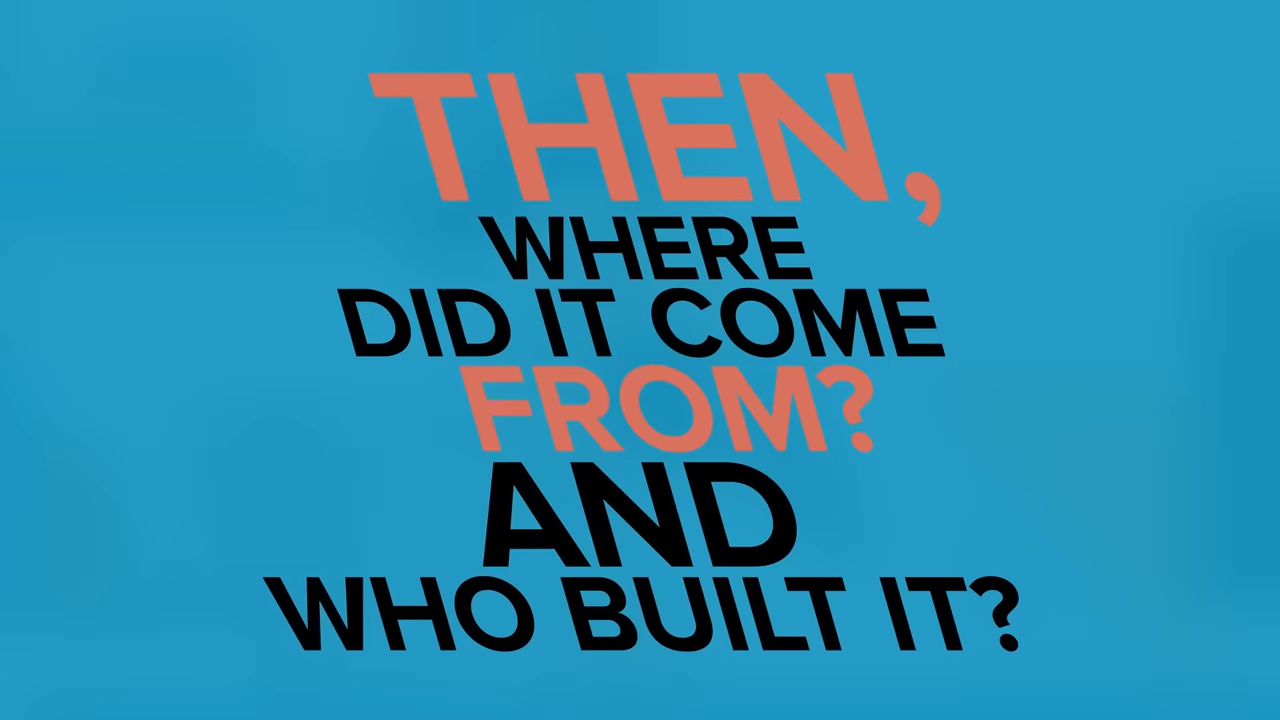 THEN,
WHERE
DID IT COME
FROM?
AND
WHO BUILT IT?